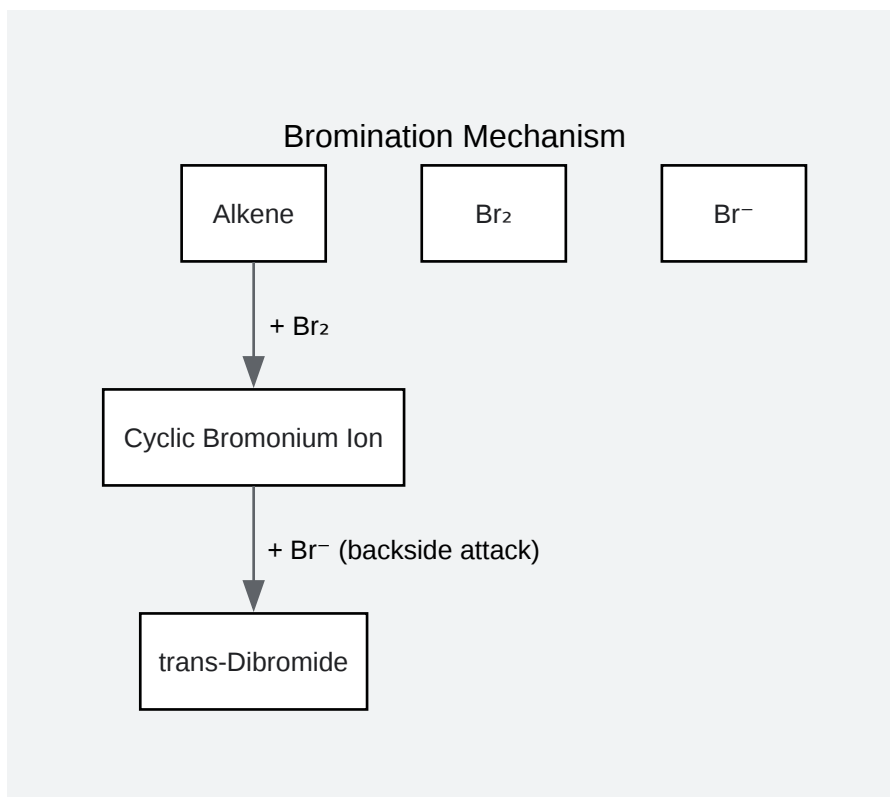 Bromination Mechanism
Alkene
Br₂
Br⁻
+ Br₂
Cyclic Bromonium Ion
+ Br⁻ (backside attack)
trans-Dibromide